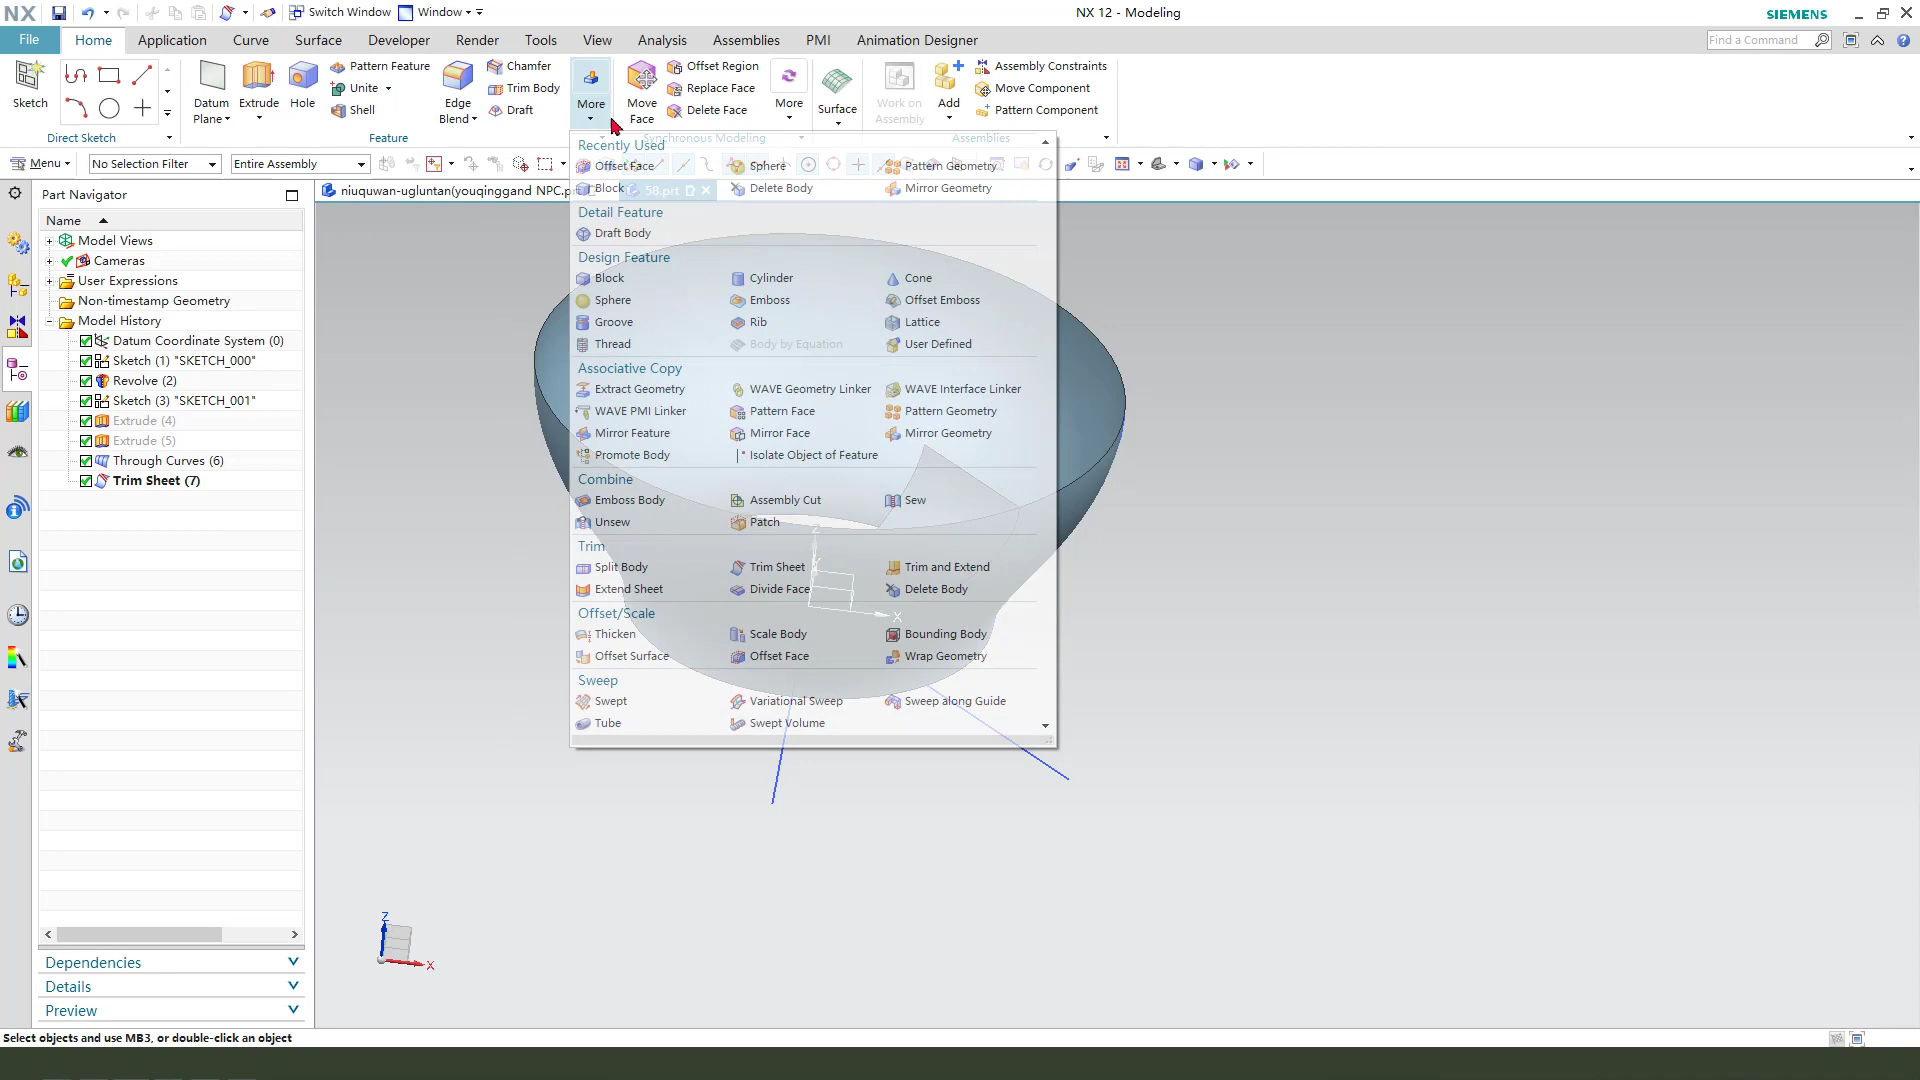 NX Switch Window Window NX 12 - Modeling SIEMENS
File Home Application Curve Surface Developer Render Tools View Analysis Assemblies PMI Animation Designer Find a Command
Sketch Datum Plane Extrude Hole Pattern Feature Unite Shell Edge Blend Chamfer Trim Body Draft More Move Face Offset Region Replace Face Delete Face More Surface Work on Assembly Add Assembly Constraints Move Component Pattern Component
Direct Sketch Feature Synchronous Modeling Assemblies
Menu No Selection Filter Entire Assembly
Part Navigator
niuquwan-ugluntan(youqinggand NPC.p 58.prt
Name
Model Views
Cameras
User Expressions
Non-timestamp Geometry
Model History
Datum Coordinate System (0)
Sketch (1) "SKETCH_000"
Revolve (2)
Sketch (3) "SKETCH_001"
Extrude (4)
Extrude (5)
Through Curves (6)
Trim Sheet (7)
Dependencies
Details
Preview
Recently Used
Offset Face Sphere Pattern Geometry
Block Delete Body Mirror Geometry
Detail Feature
Draft Body
Design Feature
Block Cylinder Cone
Sphere Emboss Offset Emboss
Groove Rib Lattice
Thread Body by Equation User Defined
Associative Copy
Extract Geometry WAVE Geometry Linker WAVE Interface Linker
WAVE PMI Linker Pattern Face Pattern Geometry
Mirror Feature Mirror Face Mirror Geometry
Promote Body Isolate Object of Feature
Combine
Emboss Body Assembly Cut Sew
Unsew Patch
Trim
Split Body Trim Sheet Trim and Extend
Extend Sheet Divide Face Delete Body
Offset/Scale
Thicken Scale Body Bounding Body
Offset Surface Offset Face Wrap Geometry
Sweep
Swept Variational Sweep Sweep along Guide
Tube Swept Volume
Z
X
Z
X
Select objects and use MB3, or double-click an object